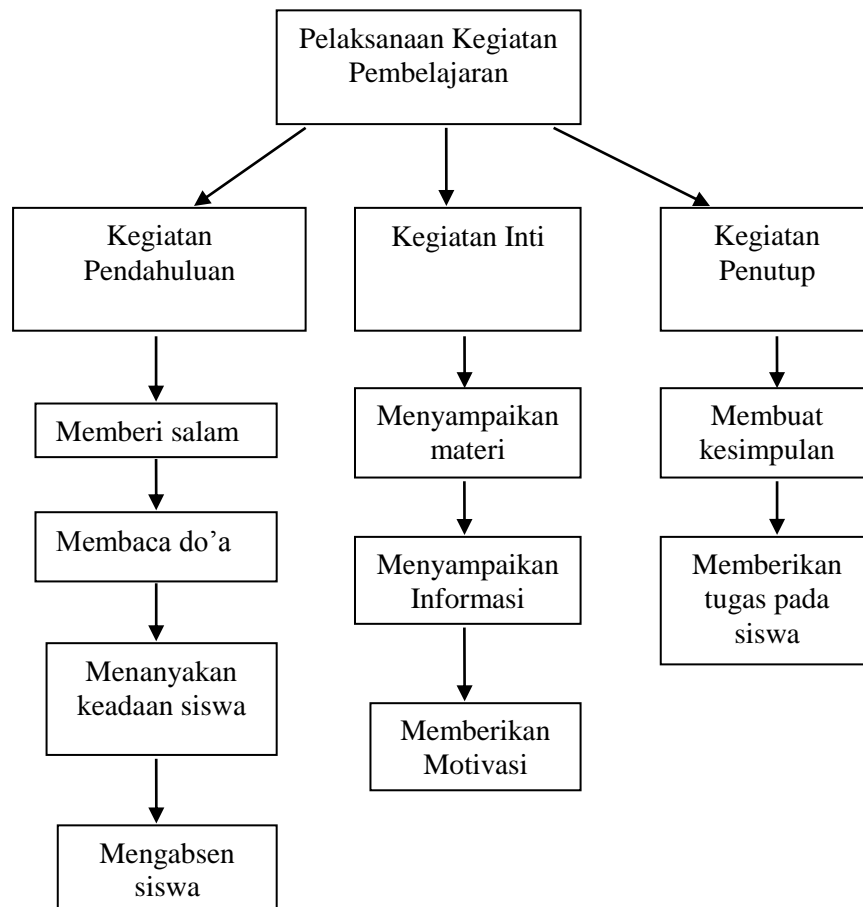 Pelaksanaan Kegiatan
Pembelajaran
Kegiatan
Pendahuluan
Memberi salam
Membaca do’a
Menanyakan
keadaan siswa
Mengabsen
siswa
Kegiatan Inti
Menyampaikan
materi
Menyampaikan
Informasi
Memberikan
Motivasi
Kegiatan
Penutup
Membuat
kesimpulan
Memberikan
tugas pada
siswa